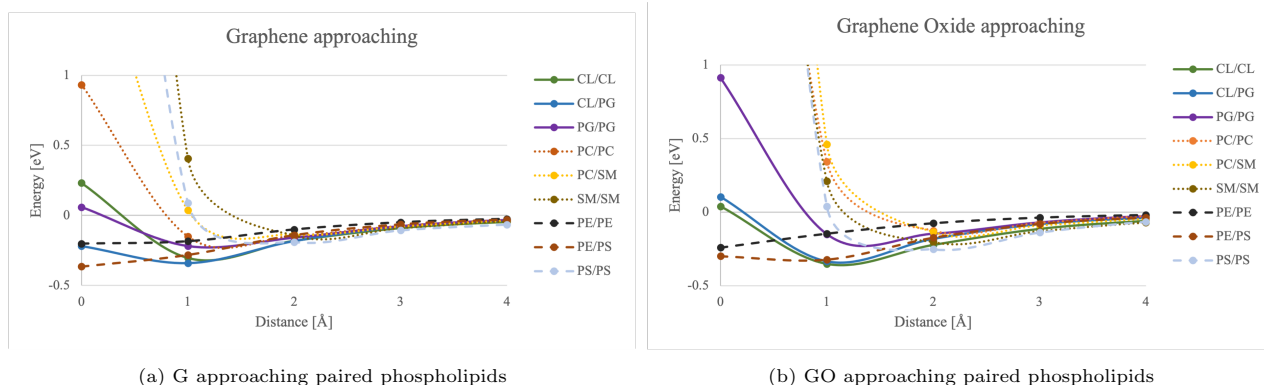 Graphene approaching
Energy [eV]
1
0.5
0
-0.5
0
1
2
3
4
Distance [Å]
CL/CL
CL/PG
PG/PG
PC/PC
PC/SM
SM/SM
PE/PE
PE/PS
PS/PS
(a) G approaching paired phospholipids
Graphene Oxide approaching
Energy [eV]
1
0.5
0
-0.5
0
1
2
3
4
Distance [Å]
CL/CL
CL/PG
PG/PG
PC/PC
PC/SM
SM/SM
PE/PE
PE/PS
PS/PS
(b) GO approaching paired phospholipids